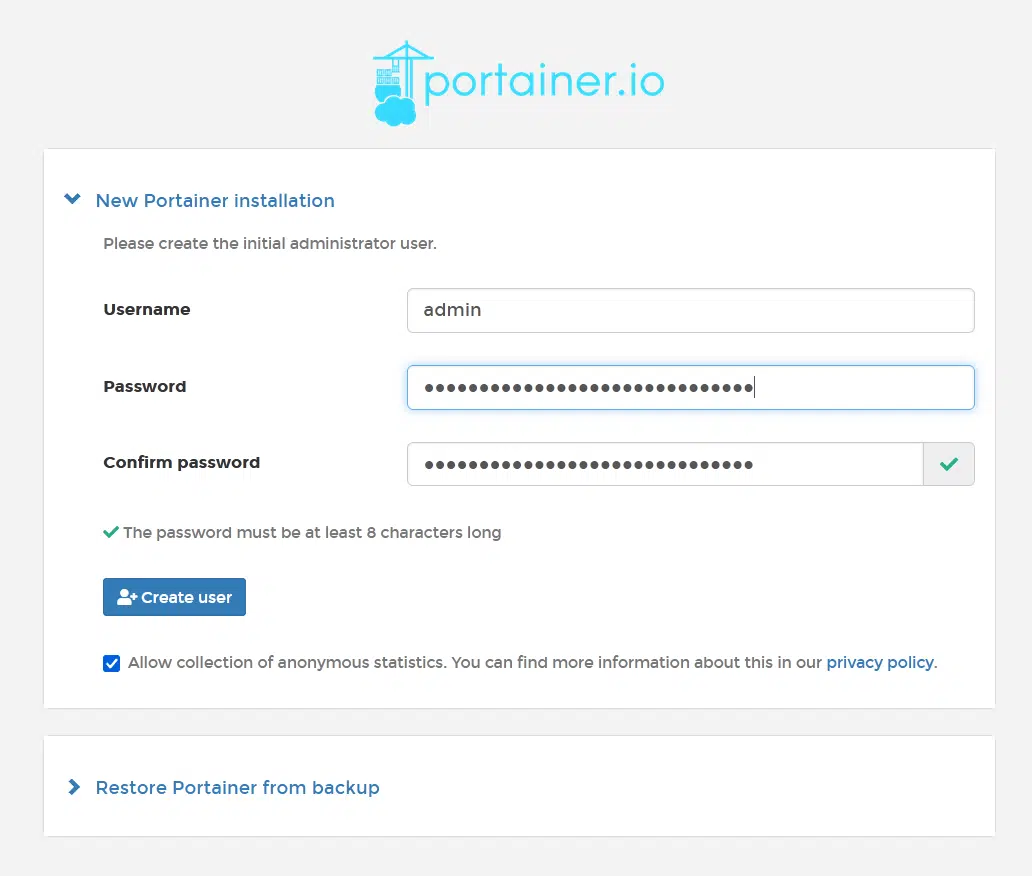 portainer.io
New Portainer installation
Please create the initial administrator user.
Username
admin
Password
••••••••••••••••••••••••••••••
Confirm password
••••••••••••••••••••••••••••••
The password must be at least 8 characters long
Create user
Allow collection of anonymous statistics. You can find more information about this in our privacy policy.
Restore Portainer from backup